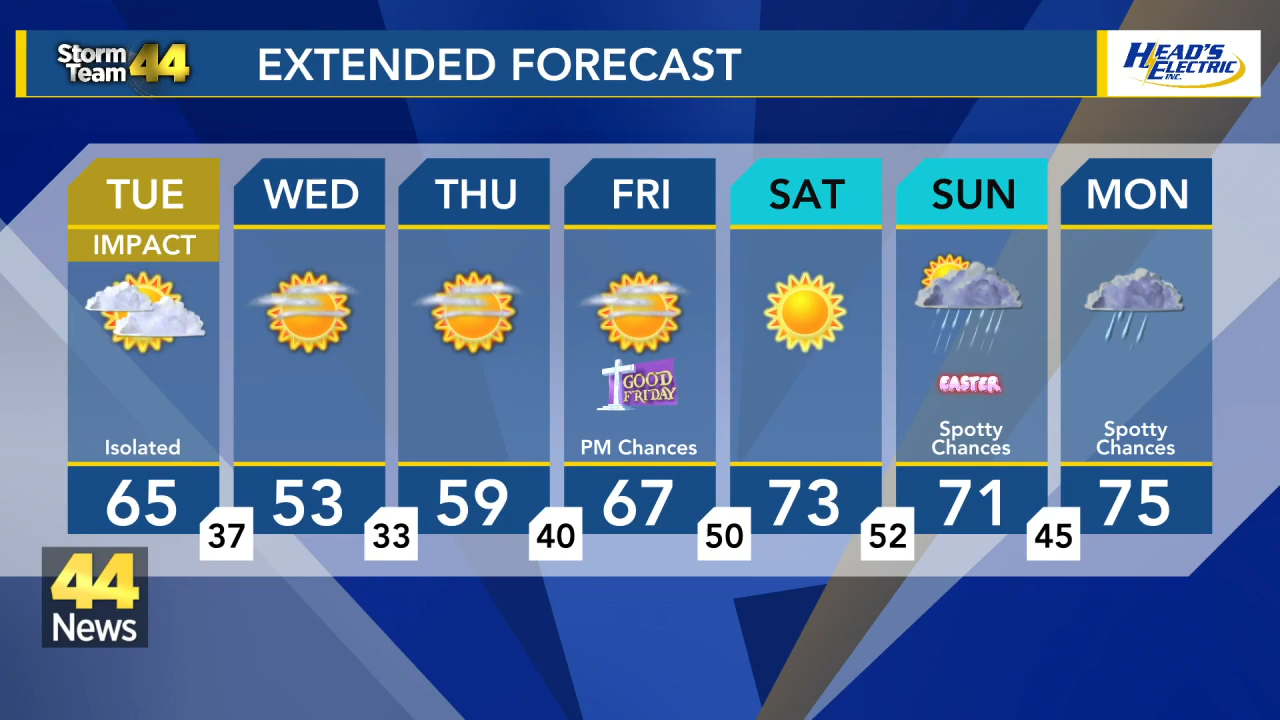 Storm
Team 44
EXTENDED FORECAST
HEAD'S
ELECTRIC
INC.
TUE WED THU FRI SAT SUN MON
IMPACT
GOOD
FRIDAY
EASTER
Isolated
PM Chances
Spotty
Chances
Spotty
Chances
65 53 59 67 73 71 75
37 33 40 50 52 45
44
News